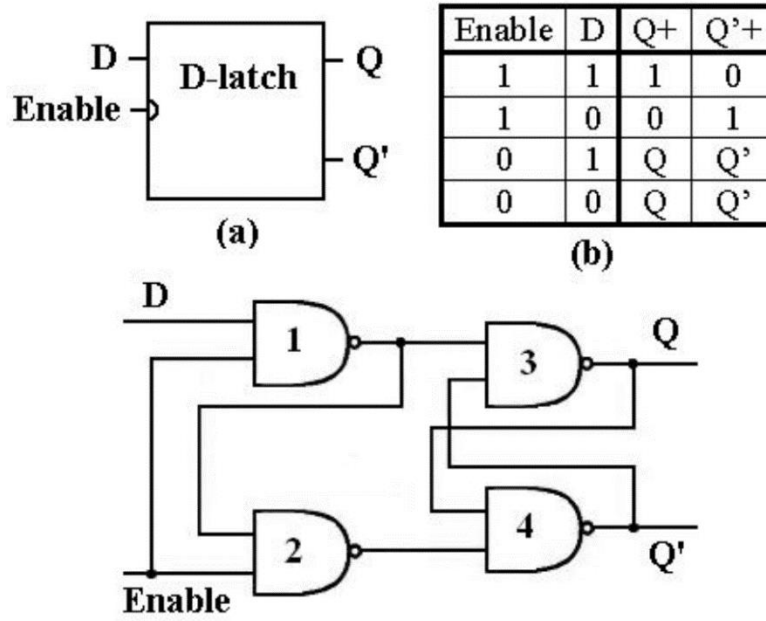 D
Enable
D-latch
Q
Q'
(a)
Enable D Q+ Q’+
1 1 1 0
1 0 0 1
0 1 Q Q’
0 0 Q Q’
(b)
D
1
3
Q
2
4
Enable
Q'